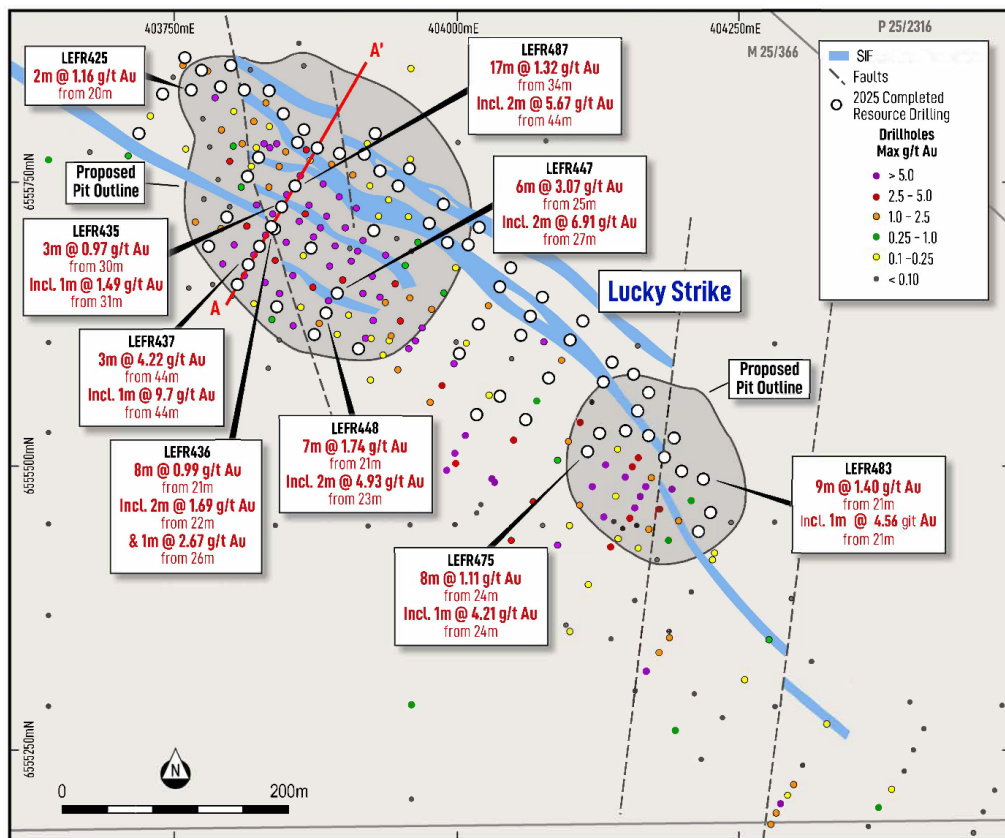 403750mE
404000mE
404250mE
P 25/2316
M 25/366
6555750mN
6555500mN
6555250mN
SIF
Faults
2025 Completed
Resource Drilling
Drillholes
Max g/t Au
> 5.0
2.5 - 5.0
1.0 - 2.5
0.25 - 1.0
0.1 -0.25
< 0.10
LEFR425
2m @ 1.16 g/t Au
from 20m
A'
LEFR487
17m @ 1.32 g/t Au
from 34m
Incl. 2m @ 5.67 g/t Au
from 44m
Proposed
Pit Outline
LEFR447
6m @ 3.07 g/t Au
from 25m
Incl. 2m @ 6.91 g/t Au
from 27m
LEFR435
3m @ 0.97 g/t Au
from 30m
Incl. 1m @ 1.49 g/t Au
from 31m
A
Lucky Strike
LEFR437
3m @ 4.22 g/t Au
from 44m
Incl. 1m @ 9.7 g/t Au
from 44m
Proposed
Pit Outline
LEFR448
7m @ 1.74 g/t Au
from 21m
Incl. 2m @ 4.93 g/t Au
from 23m
LEFR436
8m @ 0.99 g/t Au
from 21m
Incl. 2m @ 1.69 g/t Au
from 22m
& 1m @ 2.67 g/t Au
from 26m
LEFR483
9m @ 1.40 g/t Au
from 21m
Incl. 1m @ 4.56 git Au
from 21m
LEFR475
8m @ 1.11 g/t Au
from 24m
Incl. 1m @ 4.21 g/t Au
from 24m
N
0
200m